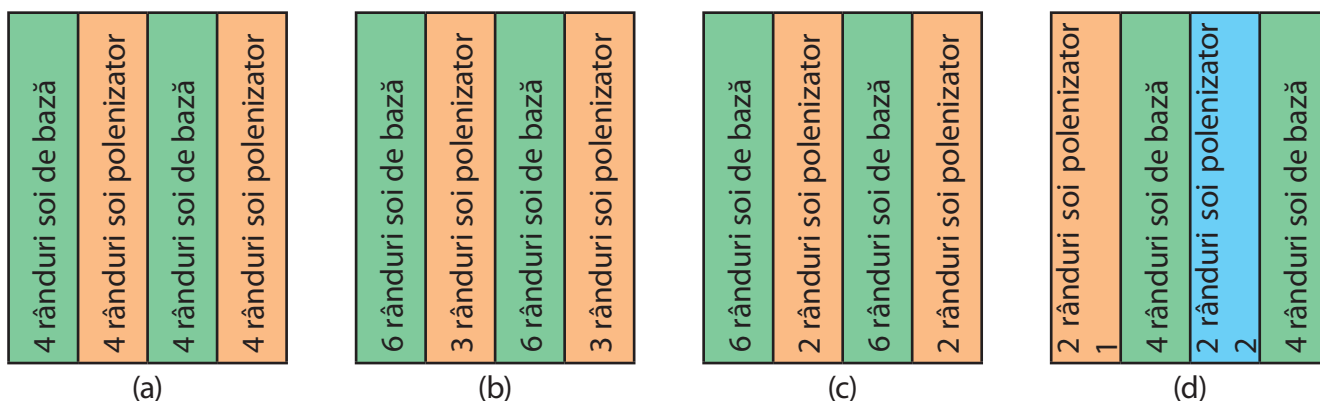 4 rânduri soi de bază
4 rânduri soi polenizator
4 rânduri soi de bază
4 rânduri soi polenizator
(a)
6 rânduri soi de bază
3 rânduri soi polenizator
6 rânduri soi de bază
3 rânduri soi polenizator
(b)
6 rânduri soi de bază
2 rânduri soi polenizator
6 rânduri soi de bază
2 rânduri soi polenizator
(c)
2 rânduri soi polenizator
1
4 rânduri soi de bază
2 rânduri soi polenizator
2
4 rânduri soi de bază
(d)